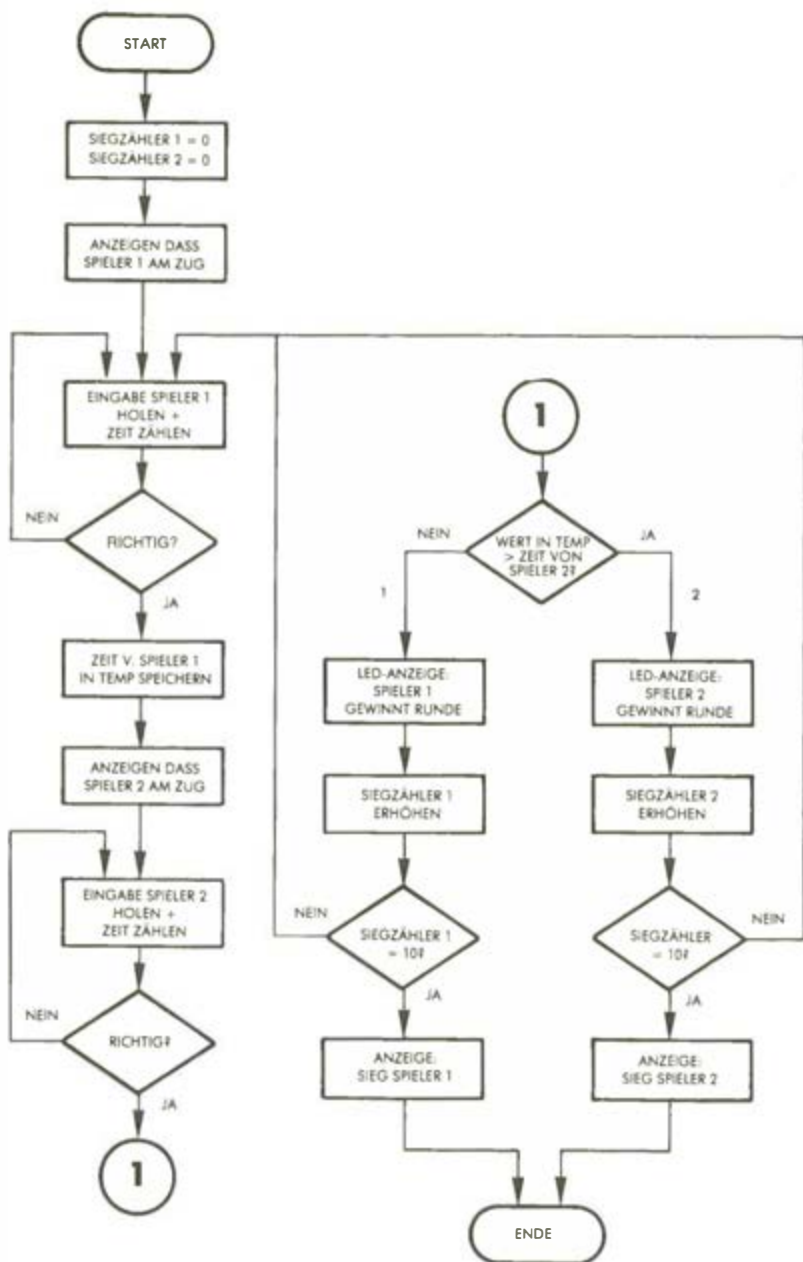 START
SIEGZÄHLER 1 = 0
SIEGZÄHLER 2 = 0
ANZEIGEN DASS
SPIELER 1 AM ZUG
EINGABE SPIELER 1
HOLEN +
ZEIT ZÄHLEN
NEIN
RICHTIG?
JA
ZEIT V. SPIELER 1
IN TEMP SPEICHERN
ANZEIGEN DASS
SPIELER 2 AM ZUG
EINGABE SPIELER 2
HOLEN +
ZEIT ZÄHLEN
NEIN
RICHTIG?
JA
1
1
NEIN
WERT IN TEMP
> ZEIT VON
SPIELER 2?
JA
1
2
LED-ANZEIGE:
SPIELER 1
GEWINNT RUNDE
SIEGZÄHLER 1
ERHÖHEN
NEIN
SIEGZÄHLER 1
= 10?
JA
ANZEIGE:
SIEG SPIELER 1
LED-ANZEIGE:
SPIELER 2
GEWINNT RUNDE
SIEGZÄHLER 2
ERHÖHEN
SIEGZÄHLER
= 10?
NEIN
JA
ANZEIGE:
SIEG SPIELER 2
ENDE